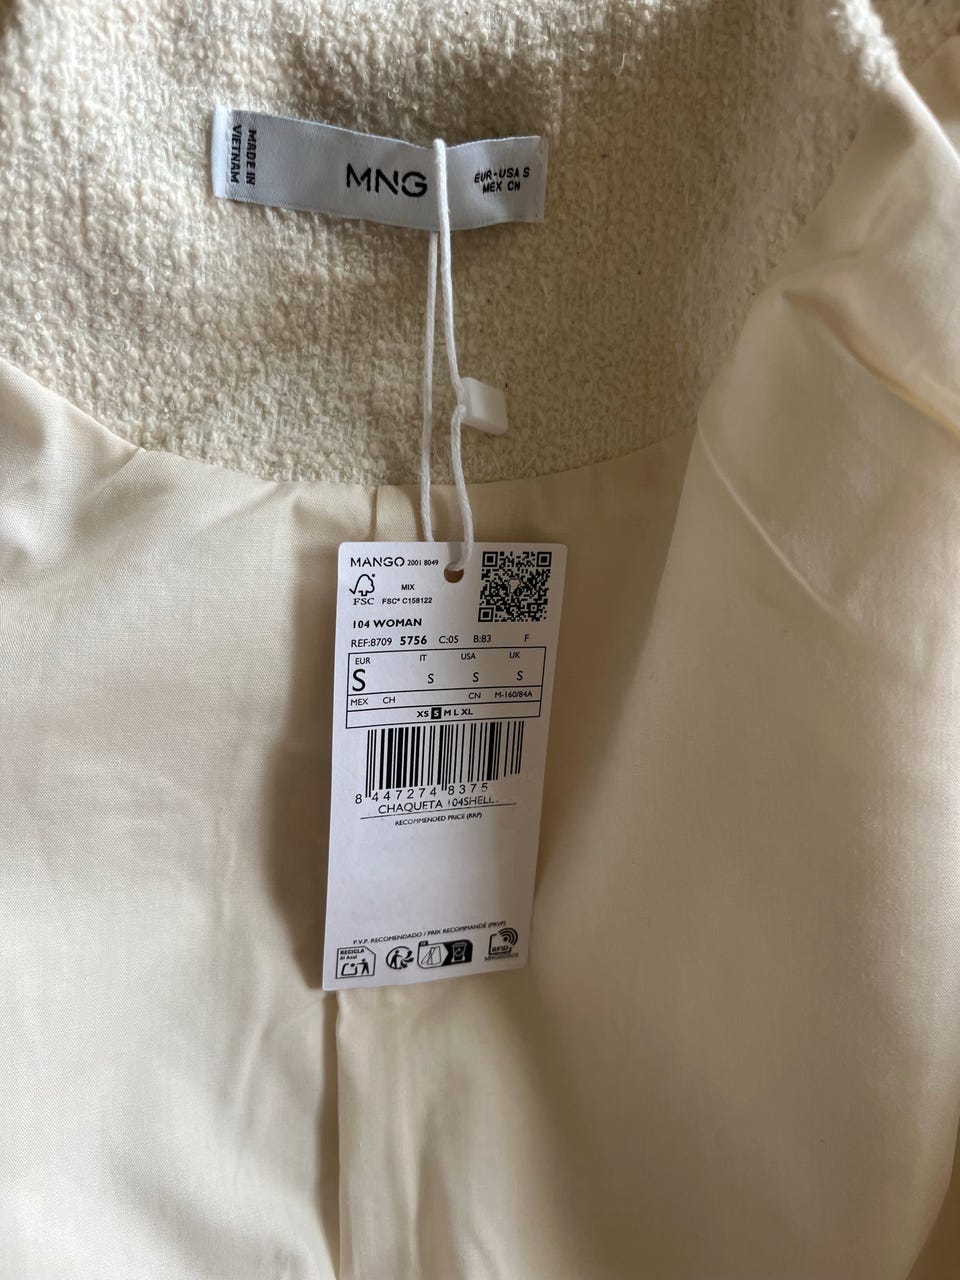 MADE IN
VIETNAM
MNG
EUR-USA S
MEX CH
MANGO 2001 8049
FSC
MIX
FSC® C158122
104 WOMAN
REF:8709 5756 C:05 B:83 F
EUR IT USA UK
S S S S
MEX CH CN M-160/84A
XS S M L XL
8 447274 8375
CHAQUETA 104SHELL.
RECOMMENDED PRICE (RRP)
P.V.P. RECOMENDADO / PRIX RECOMMANDÉ (PRVP)
RECICLA
Al Azul
RFID